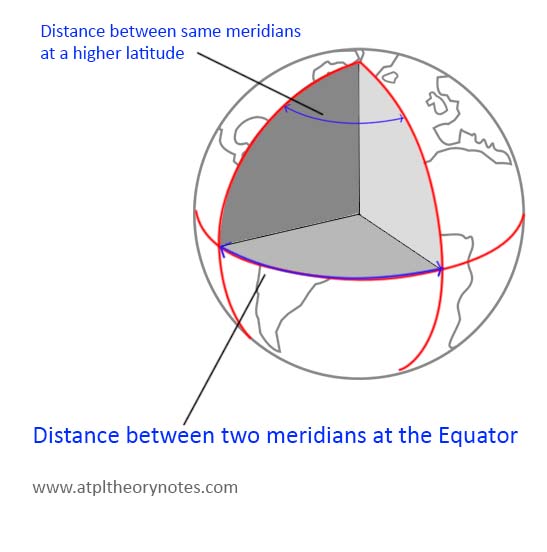 Distance between same meridians
at a higher latitude
Distance between two meridians at the Equator
www.atpltheorynotes.com